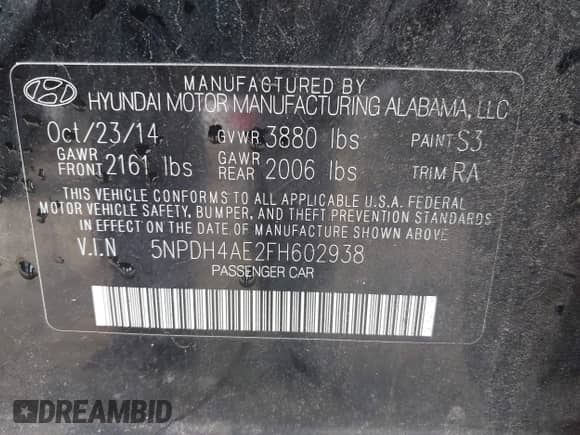 MANUFACTURED BY
HYUNDAI MOTOR MANUFACTURING ALABAMA, LLC
Oct/23/14 GVWR 3880 lbs PAINT S3
GAWR FRONT 2161 lbs GAWR REAR 2006 lbs TRIM RA
THIS VEHICLE CONFORMS TO ALL APPLICABLE U.S.A. FEDERAL
MOTOR VEHICLE SAFETY, BUMPER, AND THEFT PREVENTION STANDARDS
IN EFFECT ON THE DATE OF MANUFACTURE SHOWN ABOVE
V.I.N 5NPDH4AE2FH602938
PASSENGER CAR
DREAMBID